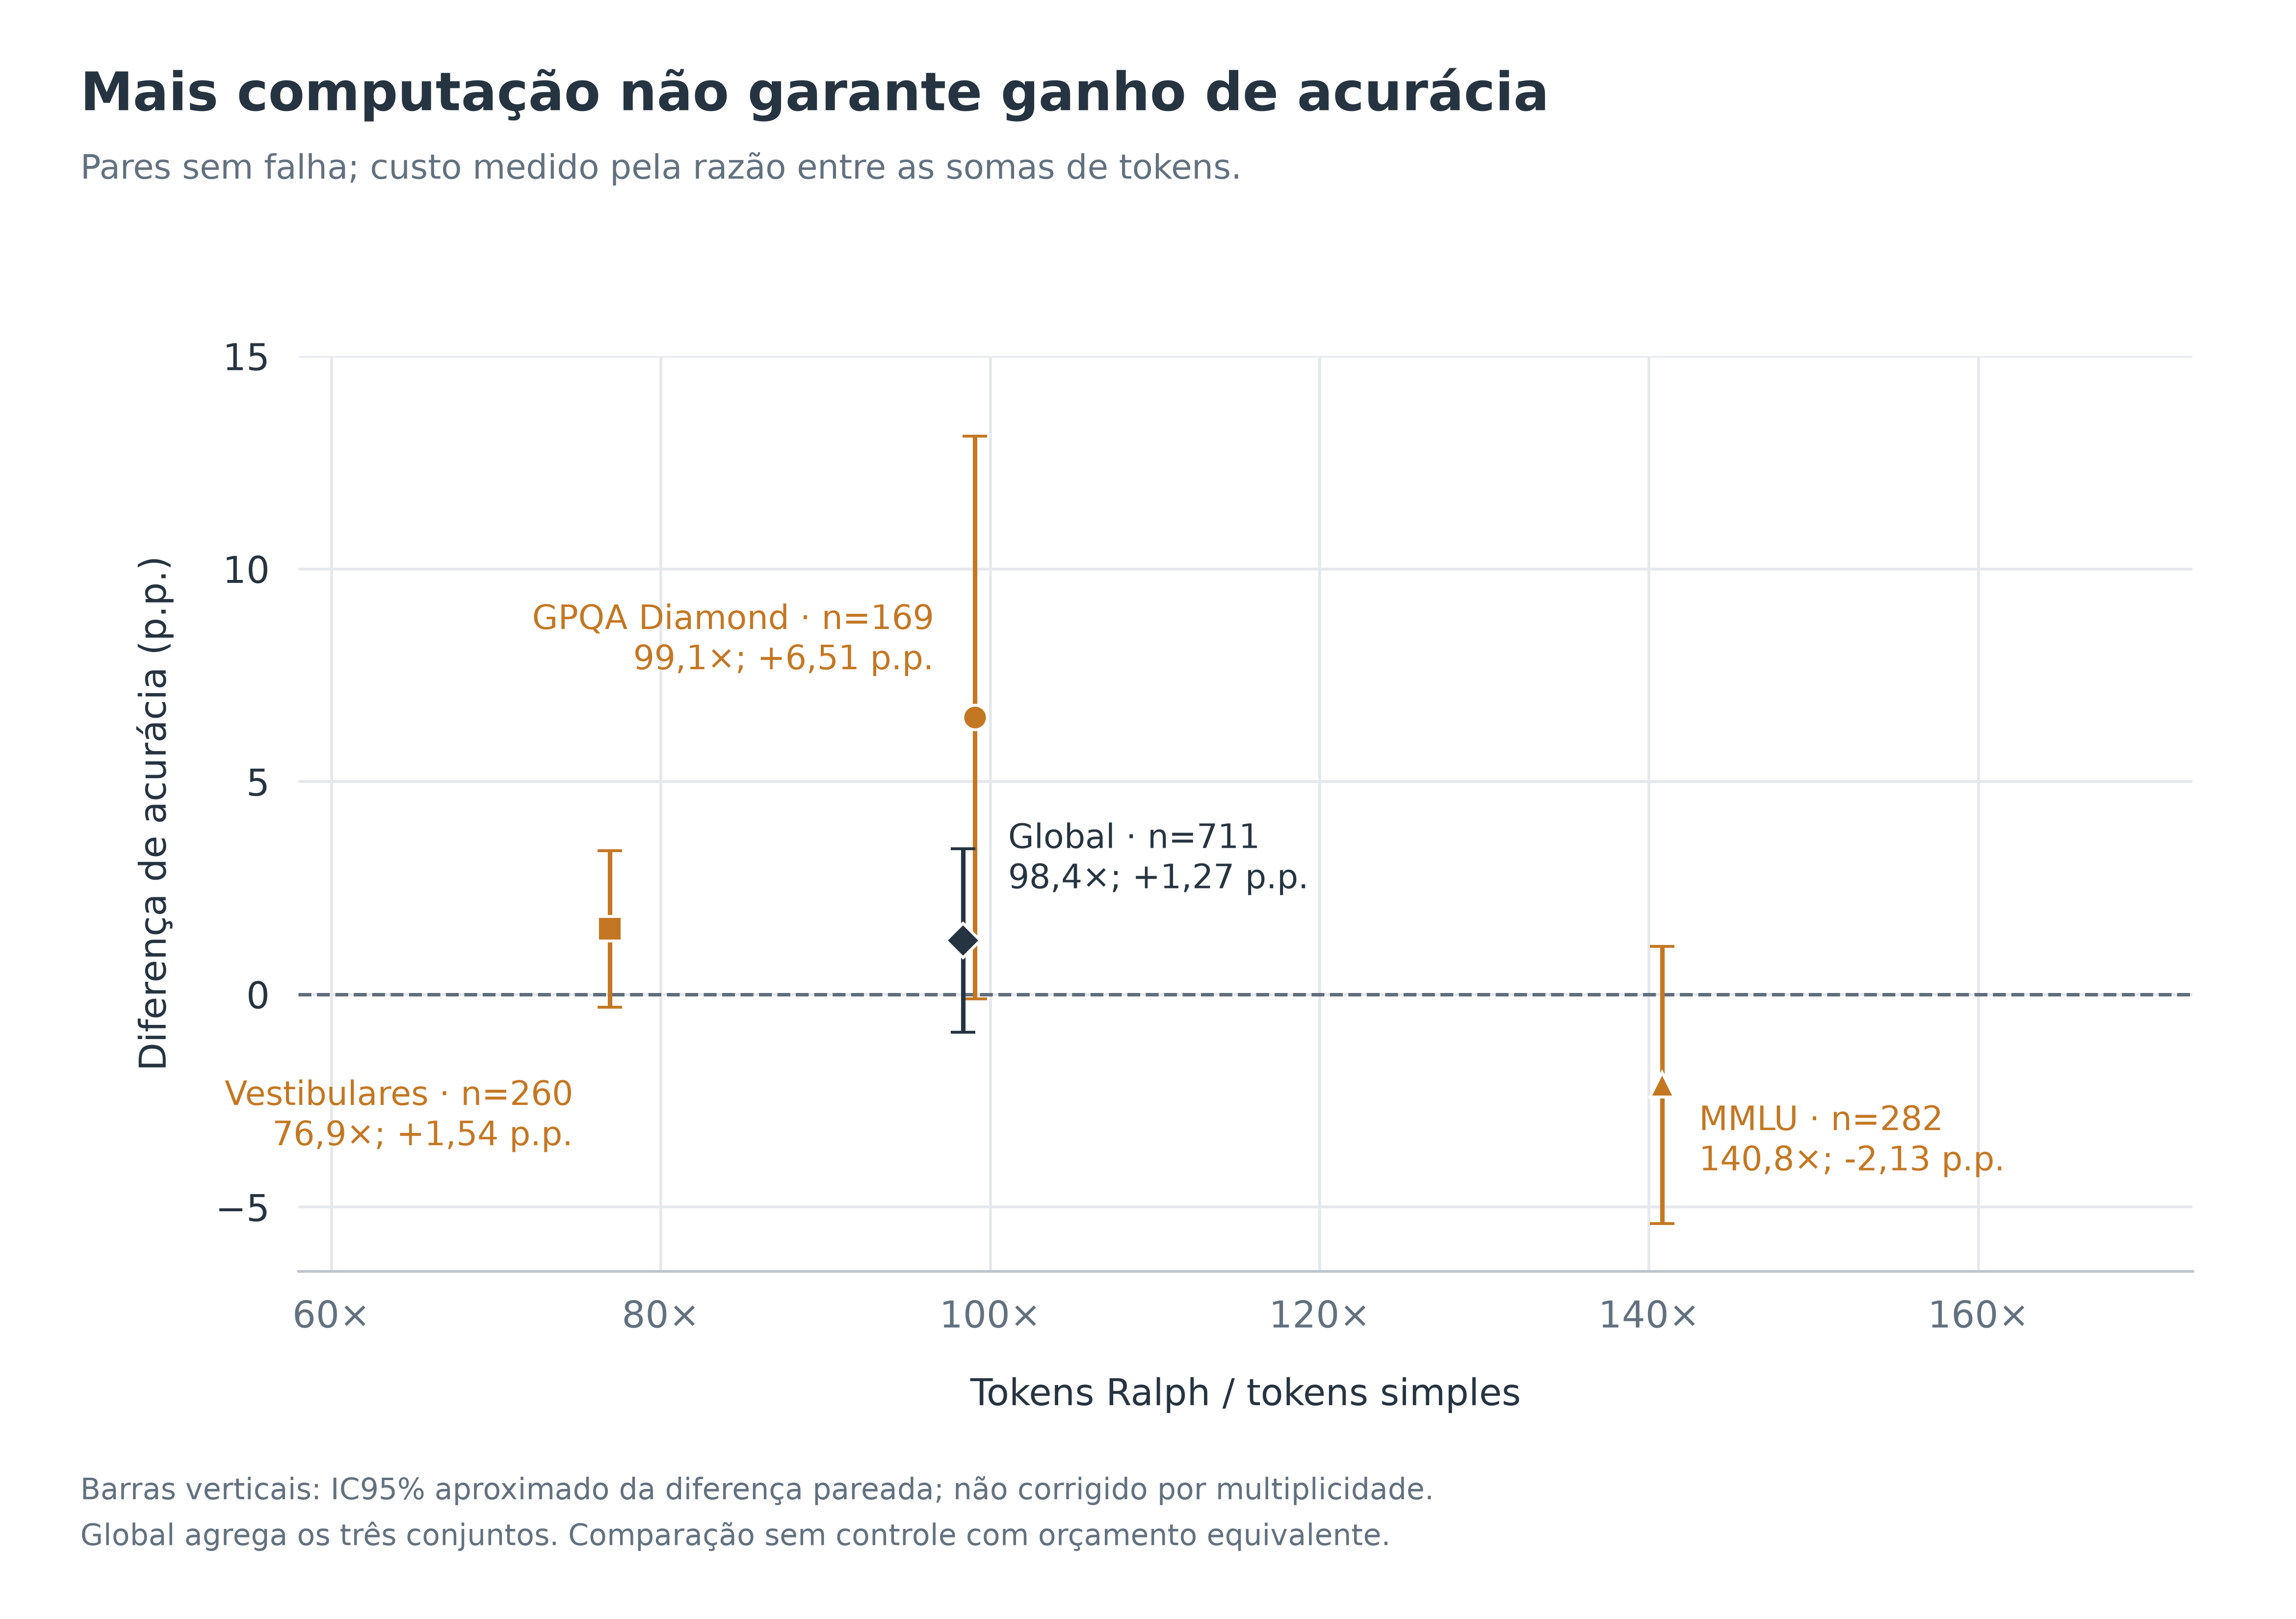 Mais computação não garante ganho de acurácia
Pares sem falha; custo medido pela razão entre as somas de tokens.
Diferença de acurácia (p.p.)
15
10
5
0
−5
GPQA Diamond · n=169
99,1×; +6,51 p.p.
Global · n=711
98,4×; +1,27 p.p.
Vestibulares · n=260
76,9×; +1,54 p.p.
MMLU · n=282
140,8×; -2,13 p.p.
60×
80×
100×
120×
140×
160×
Tokens Ralph / tokens simples
Barras verticais: IC95% aproximado da diferença pareada; não corrigido por multiplicidade.
Global agrega os três conjuntos. Comparação sem controle com orçamento equivalente.